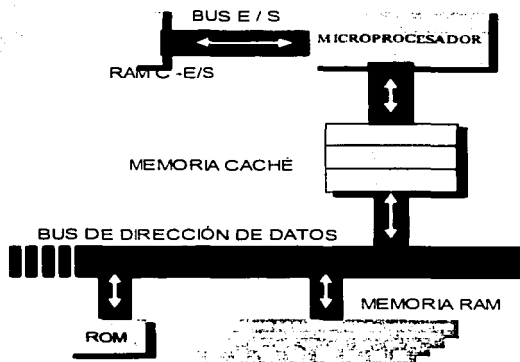 BUS E / S
MICROPROCESADOR
RAM C -E/S
MEMORIA CACHÉ
BUS DE DIRECCIÓN DE DATOS
MEMORIA RAM
ROM